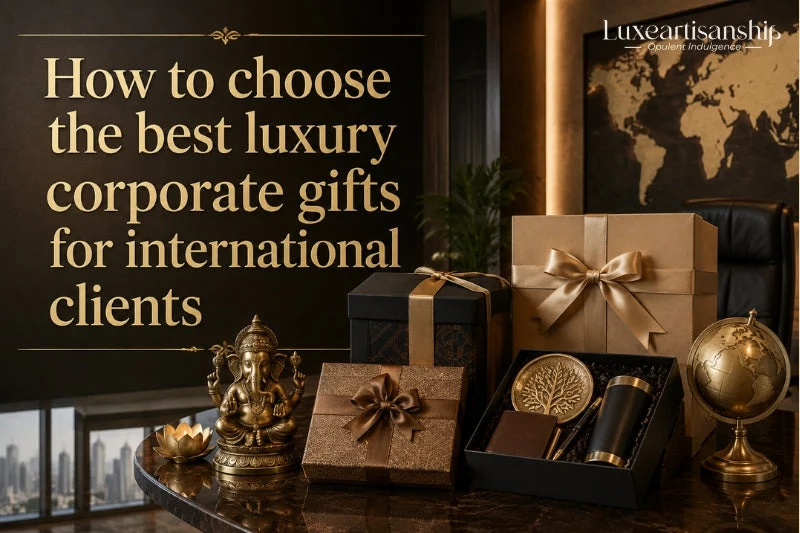 Luxeartisanship
Opulent Indulgence
How to choose
the best luxury
corporate gifts
for international
clients